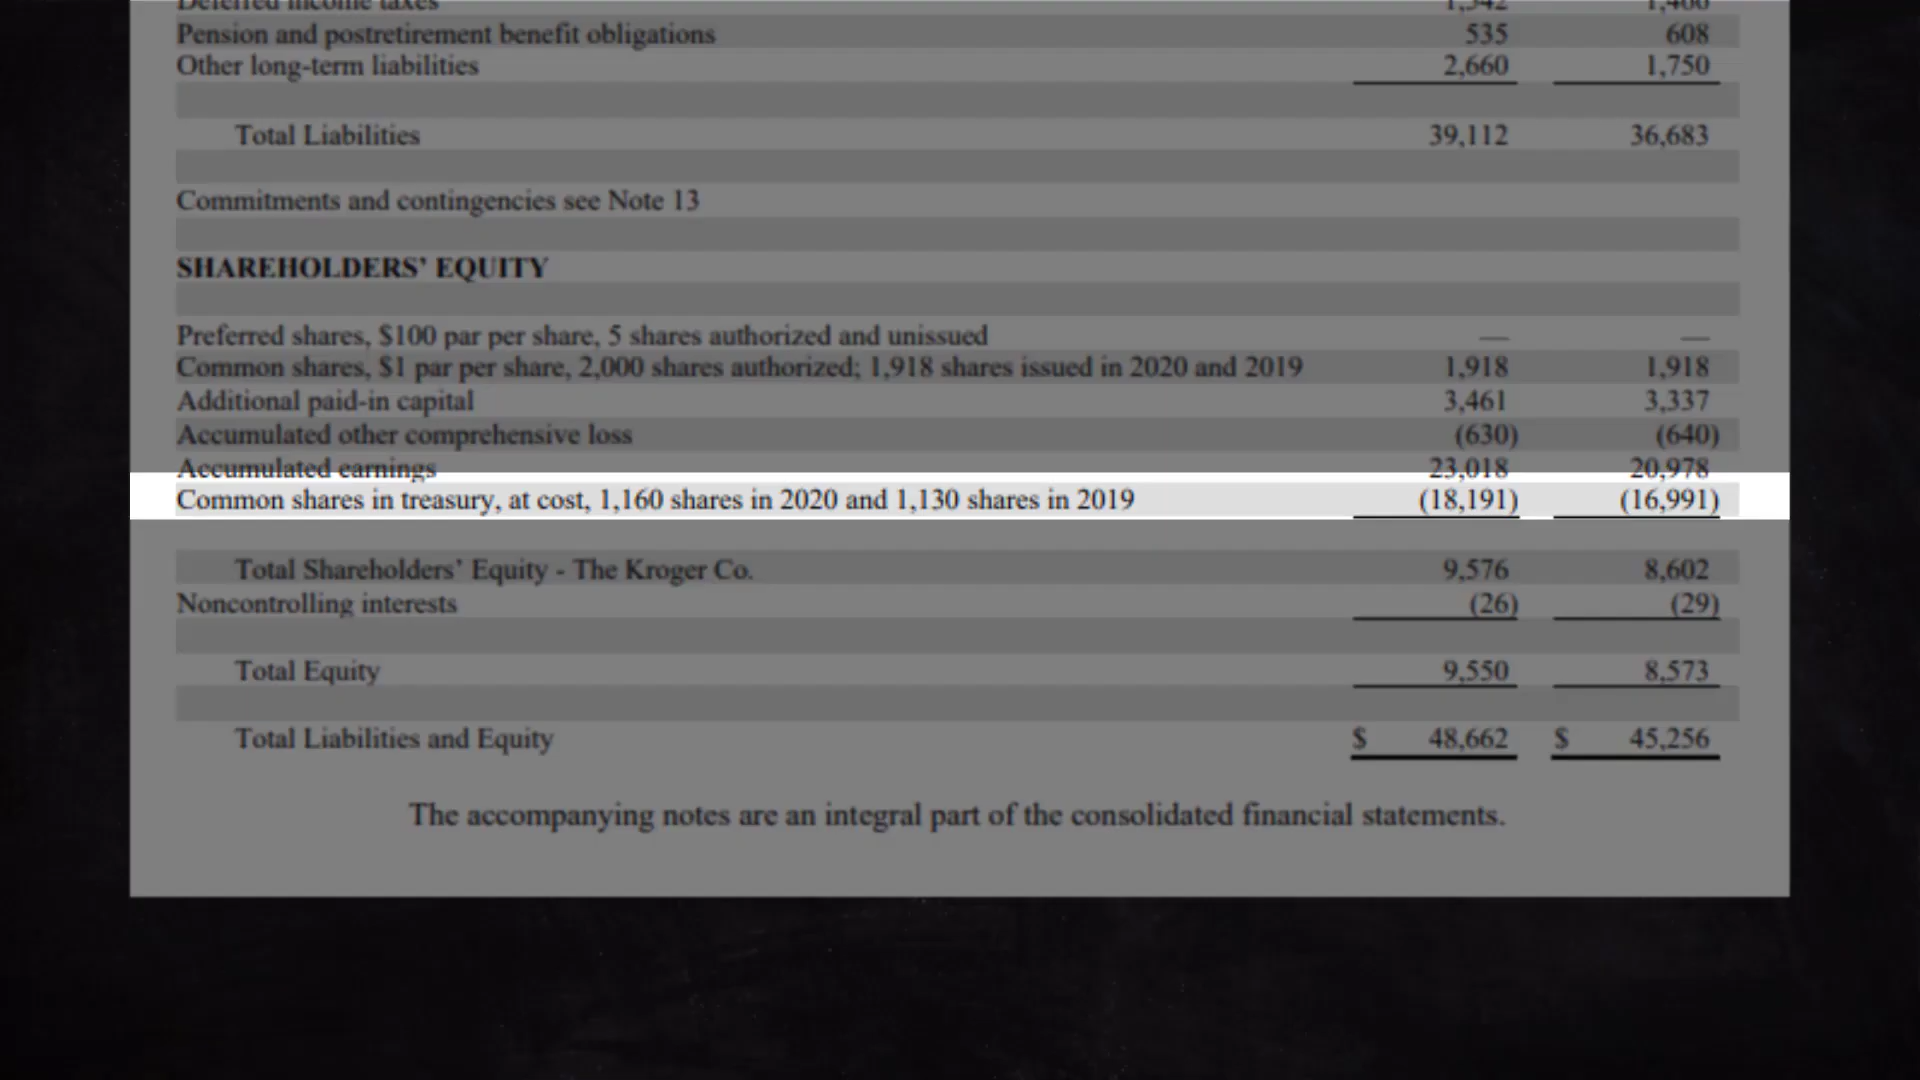 Deferred income taxes 1,542 1,466
Pension and postretirement benefit obligations 535 608
Other long-term liabilities 2,660 1,750
Total Liabilities 39,112 36,683
Commitments and contingencies see Note 13
SHAREHOLDERS’ EQUITY
Preferred shares, $100 par per share, 5 shares authorized and unissued — —
Common shares, $1 par per share, 2,000 shares authorized; 1,918 shares issued in 2020 and 2019 1,918 1,918
Additional paid-in capital 3,461 3,337
Accumulated other comprehensive loss (630) (640)
Accumulated earnings 23,018 20,978
Common shares in treasury, at cost, 1,160 shares in 2020 and 1,130 shares in 2019 (18,191) (16,991)
Total Shareholders’ Equity - The Kroger Co. 9,576 8,602
Noncontrolling interests (26) (29)
Total Equity 9,550 8,573
Total Liabilities and Equity $ 48,662 $ 45,256
The accompanying notes are an integral part of the consolidated financial statements.